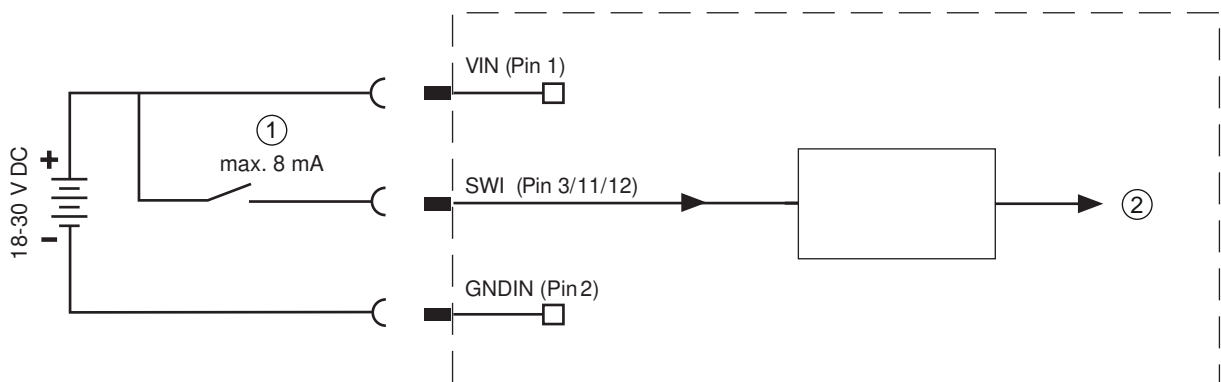 VIN (Pin 1)
①
max. 8 mA
18-30 V DC
+
-
SWI (Pin 3/11/12)
②
GNDIN (Pin 2)